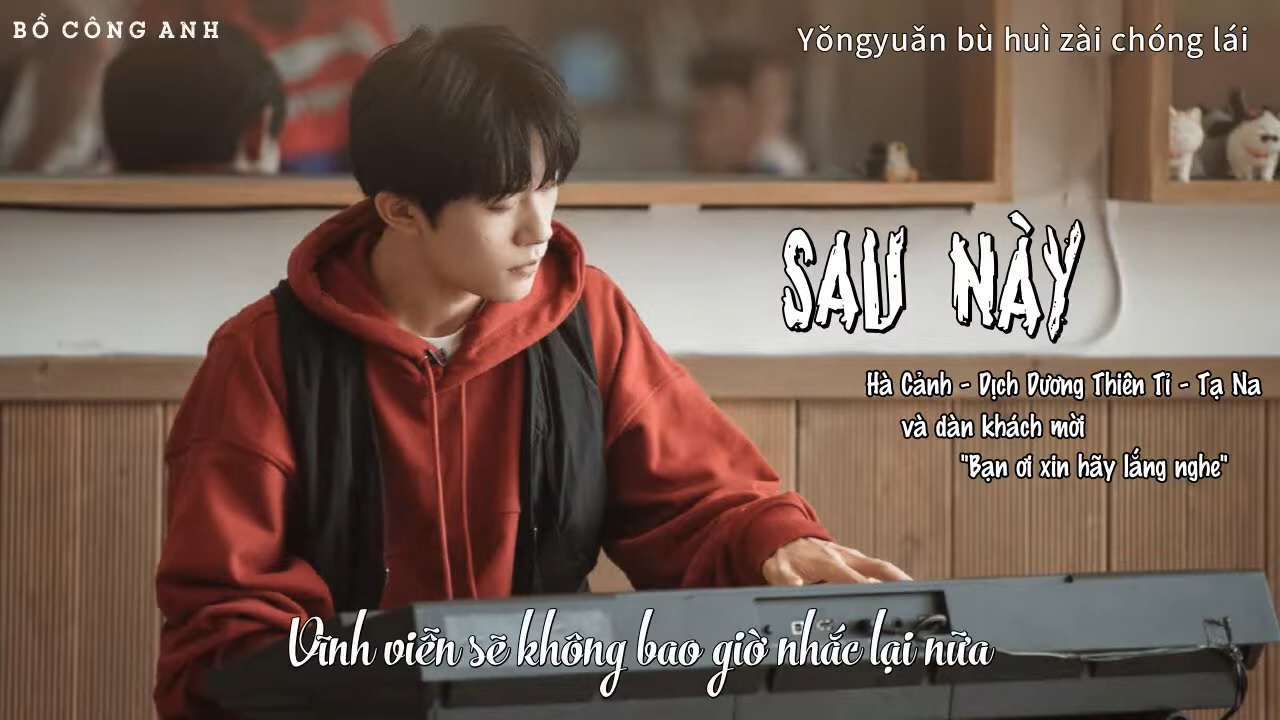 BỒ CÔNG ANH
Yǒngyuǎn bù huì zài chóng lái
SAU NÀY
Hà Cảnh - Dịch Dương Thiên Tỉ - Tạ Na
và dàn khách mời
"Bạn ơi xin hãy lắng nghe"
Vĩnh viễn sẽ không bao giờ nhắc lại nữa